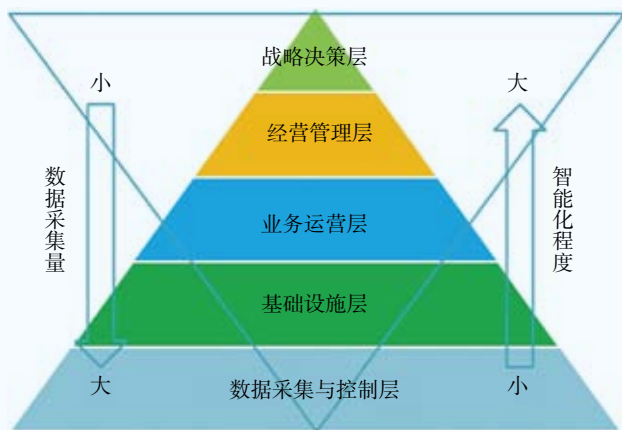 战略决策层
小
大
经营管理层
数据采集量
智能化程度
业务运营层
基础设施层
大
数据采集与控制层
小